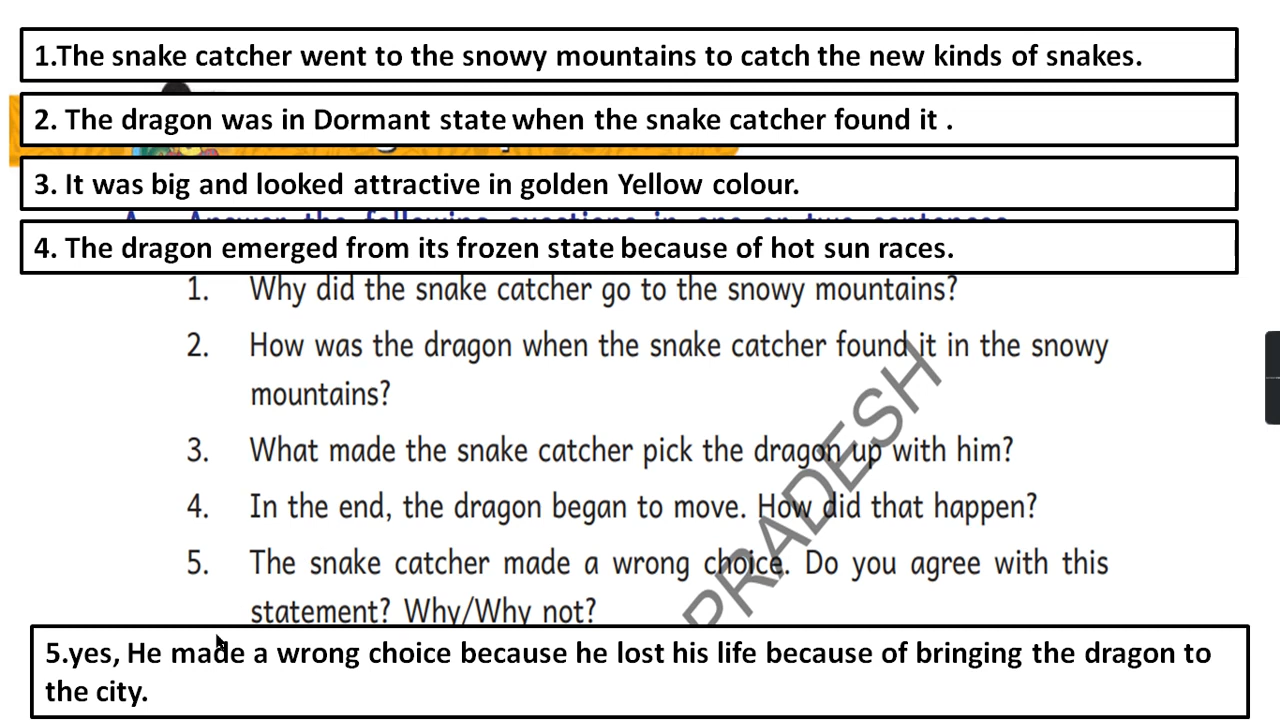 1.The snake catcher went to the snowy mountains to catch the new kinds of snakes.
2. The dragon was in Dormant state when the snake catcher found it .
3. It was big and looked attractive in golden Yellow colour.
4. The dragon emerged from its frozen state because of hot sun races.
1. Why did the snake catcher go to the snowy mountains?
2. How was the dragon when the snake catcher found it in the snowy
mountains?
3. What made the snake catcher pick the dragon up with him?
4. In the end, the dragon began to move. How did that happen?
5. The snake catcher made a wrong choice. Do you agree with this
statement? Why/Why not?
PRADESH
5.yes, He made a wrong choice because he lost his life because of bringing the dragon to
the city.